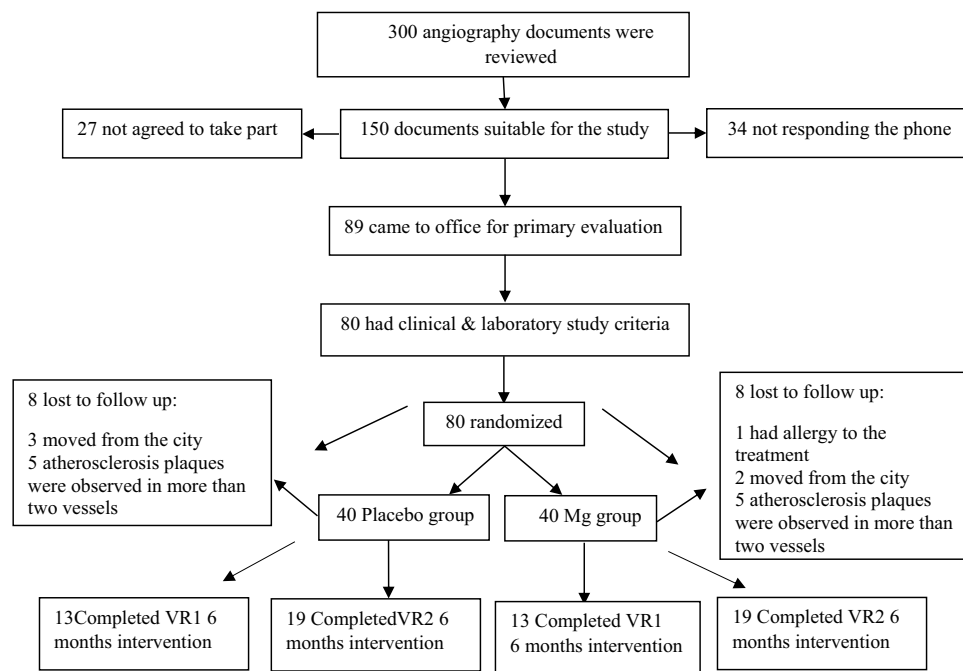 300 angiography documents were
reviewed
27 not agreed to take part
150 documents suitable for the study
34 not responding the phone
89 came to office for primary evaluation
80 had clinical & laboratory study criteria
8 lost to follow up:
3 moved from the city
5 atherosclerosis plaques
were observed in more than
two vessels
80 randomized
8 lost to follow up:
1 had allergy to the
treatment
2 moved from the city
5 atherosclerosis plaques
were observed in more than
two vessels
40 Placebo group
40 Mg group
13Completed VR1 6
months intervention
19 CompletedVR2 6
months intervention
13 Completed VR1
6 months intervention
19 Completed VR2 6
months intervention